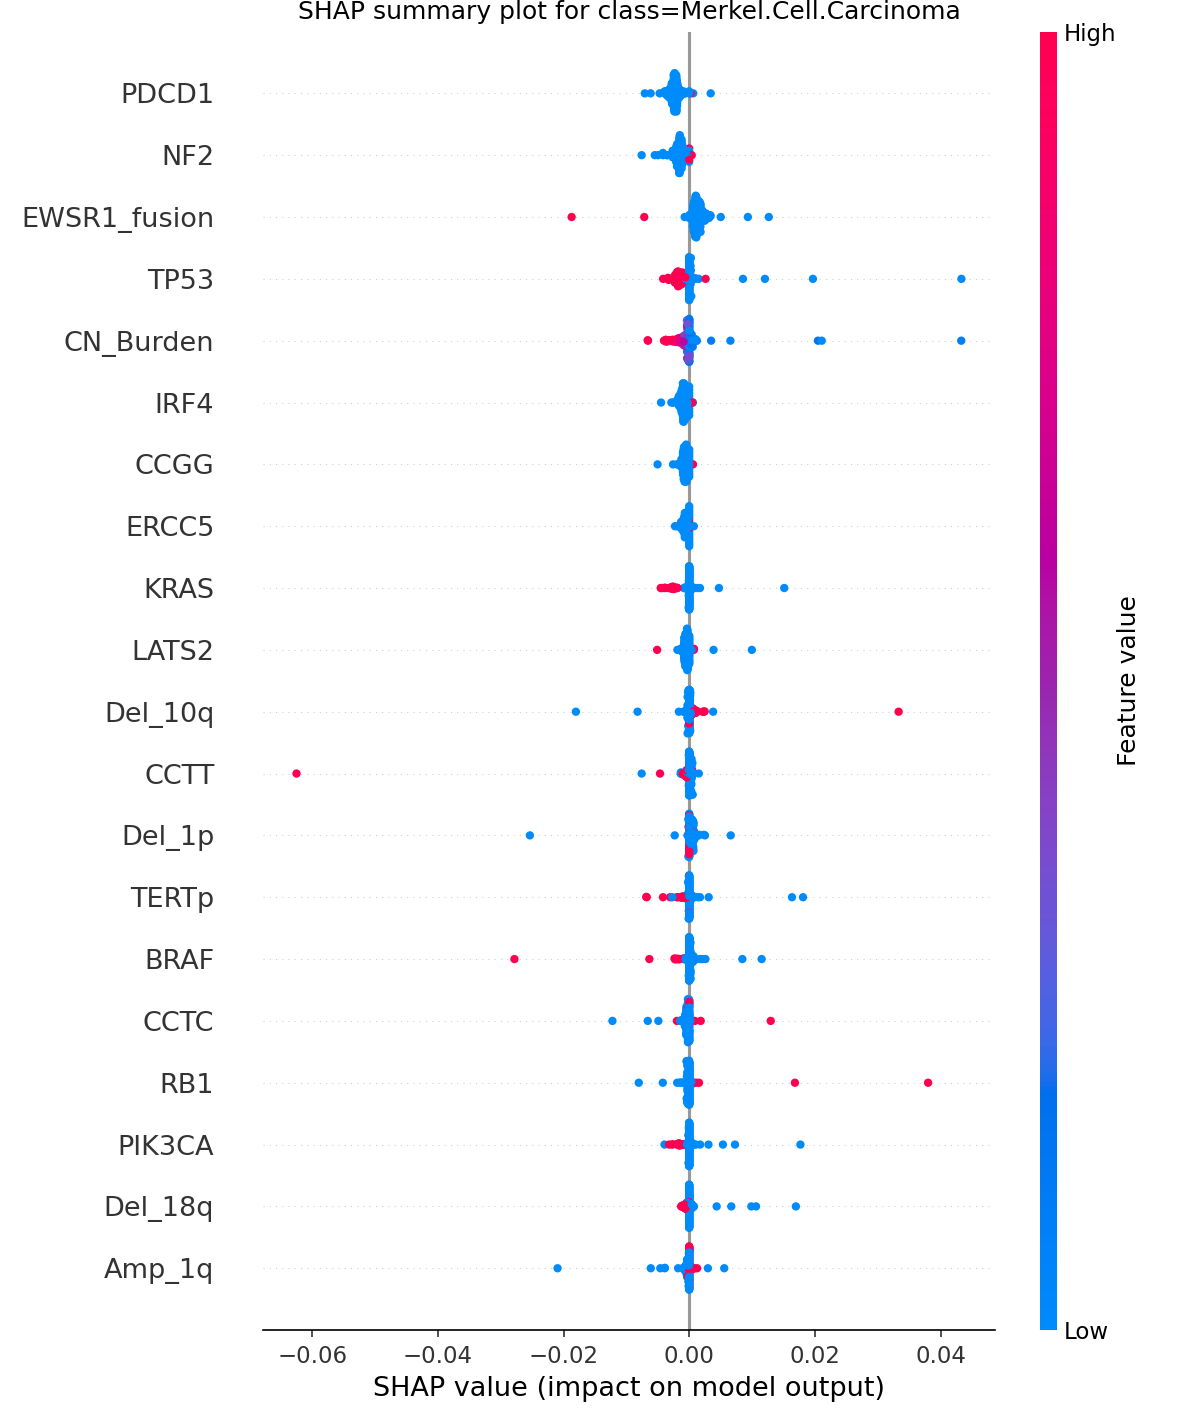 SHAP summary plot for class=Merkel.Cell.Carcinoma
High
PDCD1
NF2
EWSR1_fusion
TP53
CN_Burden
IRF4
CCGG
ERCC5
KRAS
LATS2
Del_10q
CCTT
Del_1p
TERTp
BRAF
CCTC
RB1
PIK3CA
Del_18q
Amp_1q
Feature value
Low
−0.06 −0.04 −0.02 0.00 0.02 0.04
SHAP value (impact on model output)